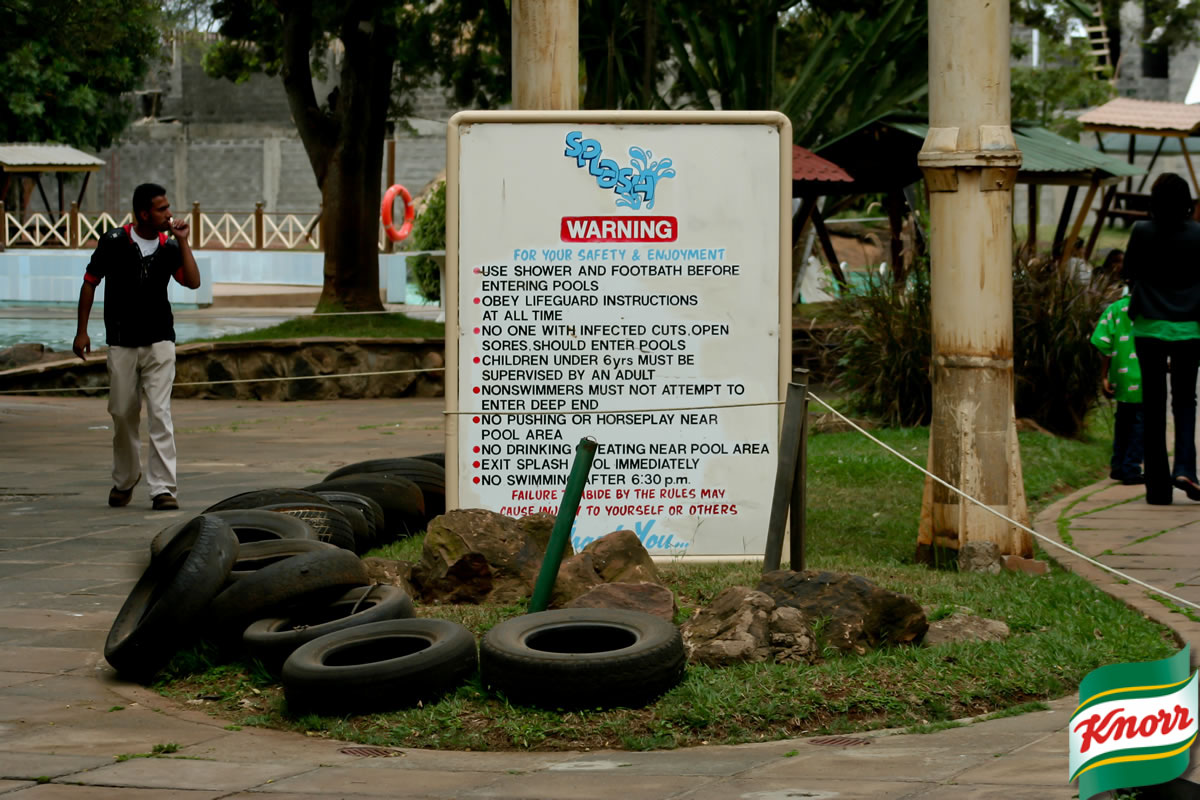 SPLASH
WARNING
FOR YOUR SAFETY & ENJOYMENT
USE SHOWER AND FOOTBATH BEFORE
ENTERING POOLS
OBEY LIFEGUARD INSTRUCTIONS
AT ALL TIME
NO ONE WITH INFECTED CUTS,OPEN
SORES,SHOULD ENTER POOLS
CHILDREN UNDER 6yrs MUST BE
SUPERVISED BY AN ADULT
NONSWIMMERS MUST NOT ATTEMPT TO
ENTER DEEP END
NO PUSHING OR HORSEPLAY NEAR
POOL AREA
NO DRINKING EATING NEAR POOL AREA
EXIT SPLASH POOL IMMEDIATELY
NO SWIMMING AFTER 6:30 p.m.
FAILURE TO ABIDE BY THE RULES MAY
CAUSE INJURY TO YOURSELF OR OTHERS
Thank You...
Knorr